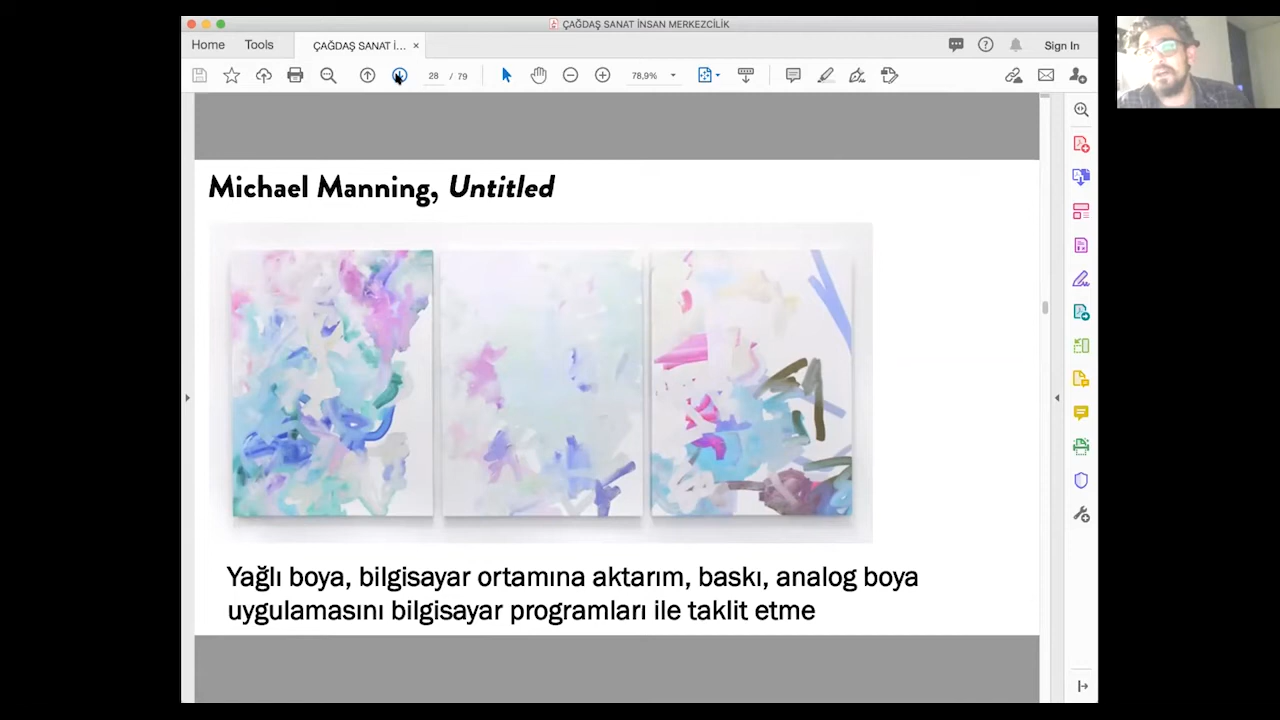 ÇAĞDAŞ SANAT İNSAN MERKEZCİLİK
Home
Tools
ÇAĞDAŞ SANAT İ... ×
Sign In
28 / 79
78,9%
Michael Manning, Untitled
Yağlı boya, bilgisayar ortamına aktarım, baskı, analog boya
uygulamasını bilgisayar programları ile taklit etme